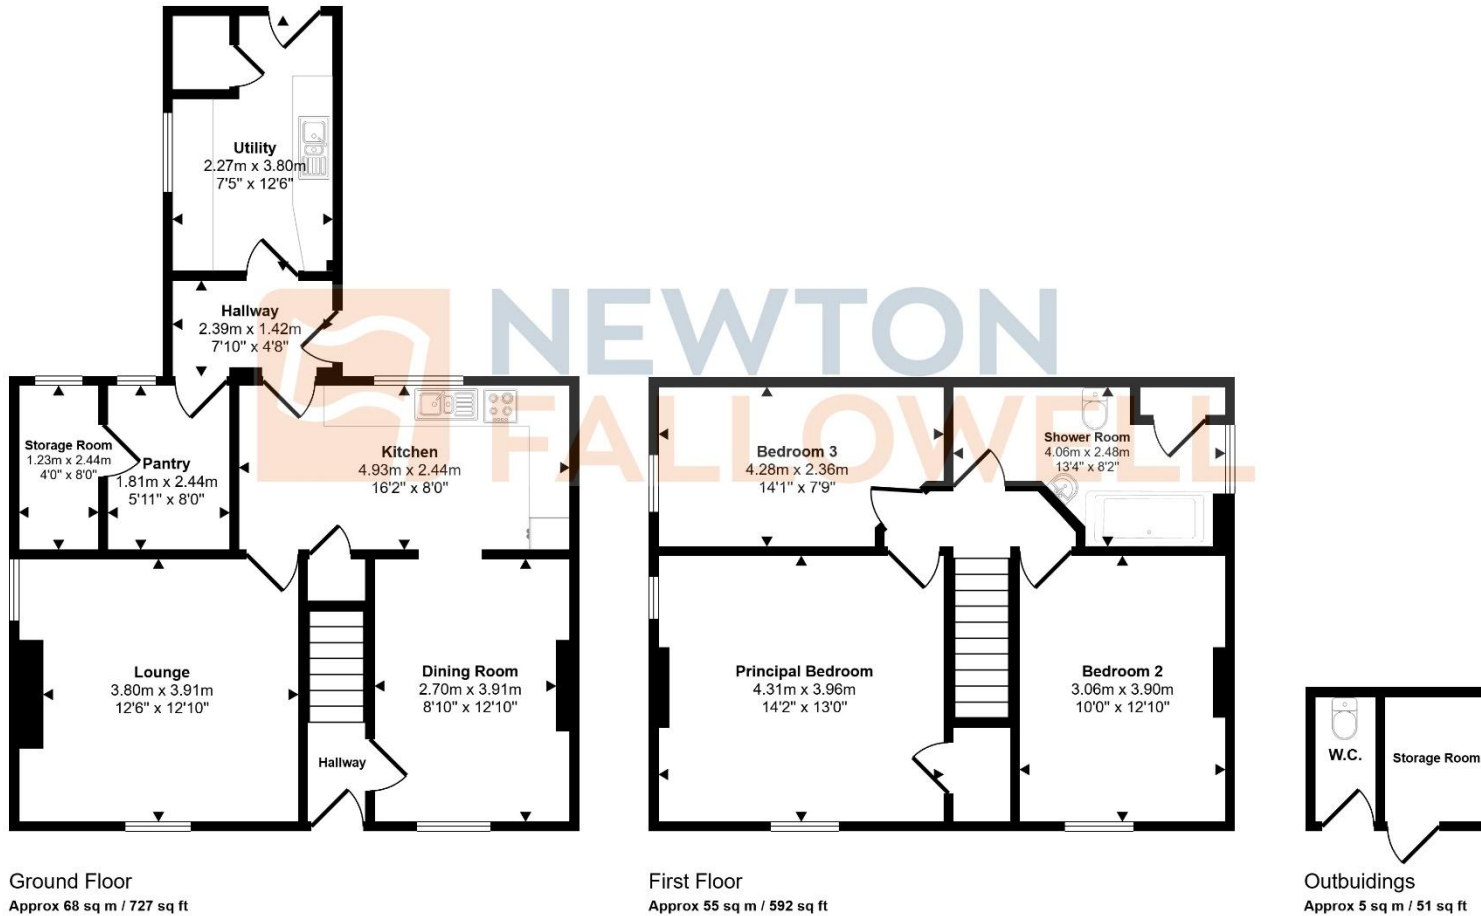 Utility
2.27m x 3.80m
7'5" x 12'6"
Hallway
2.39m x 1.42m
7'10" x 4'8"
NEWTON
FALLOWELL
Storage Room
1.23m x 2.44m
4'0" x 8'0"
Pantry
1.81m x 2.44m
5'11" x 8'0"
Kitchen
4.93m x 2.44m
16'2" x 8'0"
Lounge
3.80m x 3.91m
12'6" x 12'10"
Hallway
Dining Room
2.70m x 3.91m
8'10" x 12'10"
Bedroom 3
4.28m x 2.36m
14'1" x 7'9"
Shower Room
4.06m x 2.48m
13'4" x 8'2"
Principal Bedroom
4.31m x 3.96m
14'2" x 13'0"
Bedroom 2
3.06m x 3.90m
10'0" x 12'10"
W.C.
Storage Room
Ground Floor
Approx 68 sq m / 727 sq ft
First Floor
Approx 55 sq m / 592 sq ft
Outbuidings
Approx 5 sq m / 51 sq ft